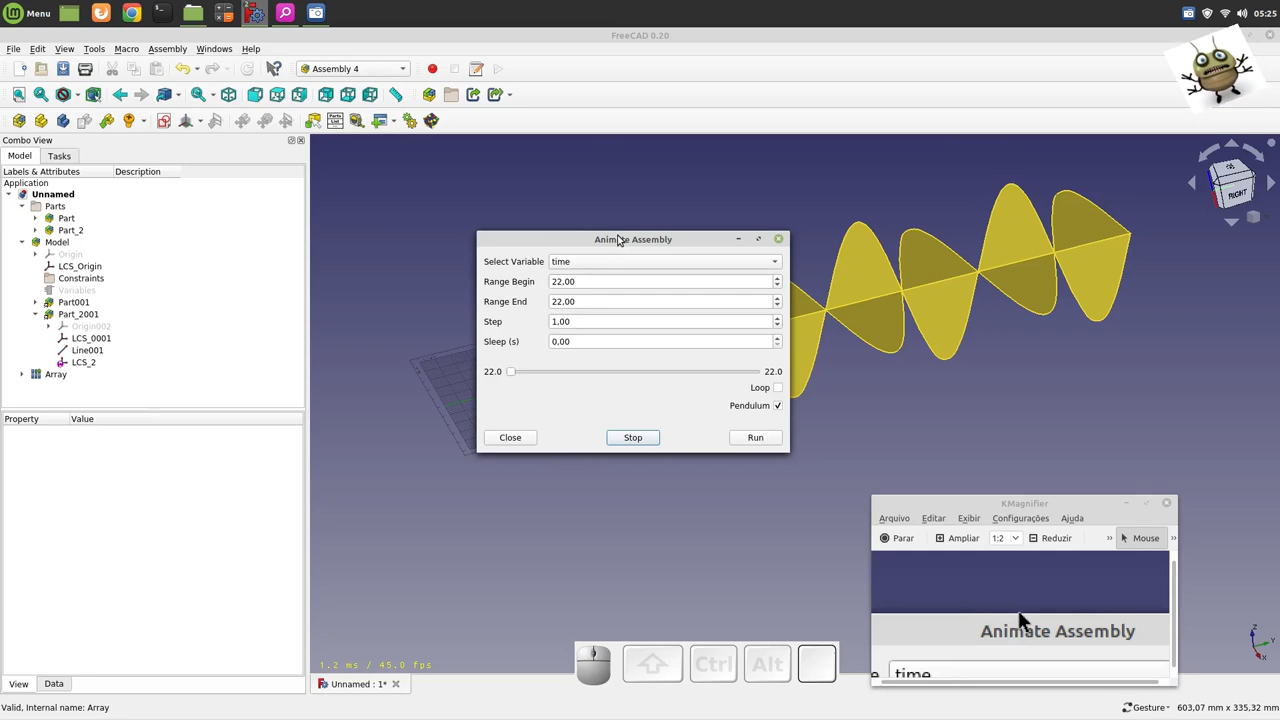 Menu
05:25
FreeCAD 0.20
File Edit View Tools Macro Assembly Windows Help
Assembly 4
Combo View
Model Tasks
Labels & Attributes Description
Application
Unnamed
Parts
Part
Part_2
Model
Origin
LCS_Origin
Constraints
Variables
Part001
Part_2001
Origin002
LCS_0001
Line001
LCS_2
Array
Property Value
View Data
Valid, Internal name: Array
Animate Assembly
Select Variable time
Range Begin 22,00
Range End 22,00
Step 1,00
Sleep (s) 0,00
22.0 22.0
Loop
Pendulum
Close Stop Run
RIGHT
KMagnifier
Arquivo Editar Exibir Configurações Ajuda
Parar Ampliar 1:2 Reduzir » Mouse »
Animate Assembly
e time
Ctrl Alt
1.2 ms / 45.0 fps
Unnamed : 1*
Z
X
Gesture 603,07 mm x 335,32 mm